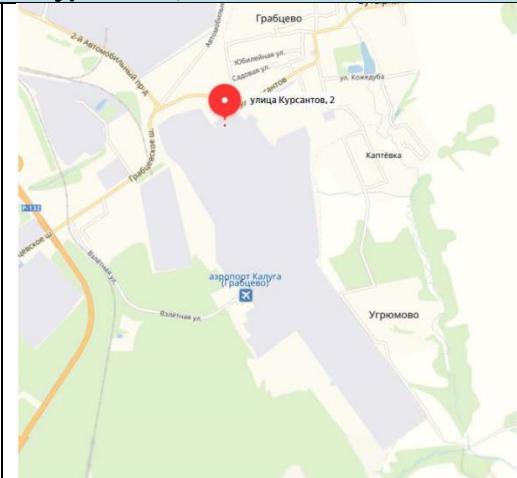 Грабцево
2-й Автомобильный пр-д
Юбилейная ул.
Садовая ул.
ул. Кожедуба
улица Курсантов, 2
Каптёвка
Грабцевское ш.
Р-132
Взлётная ул.
аэропорт Калуга
(Грабцево)
Взлётная ул.
Угрюмово